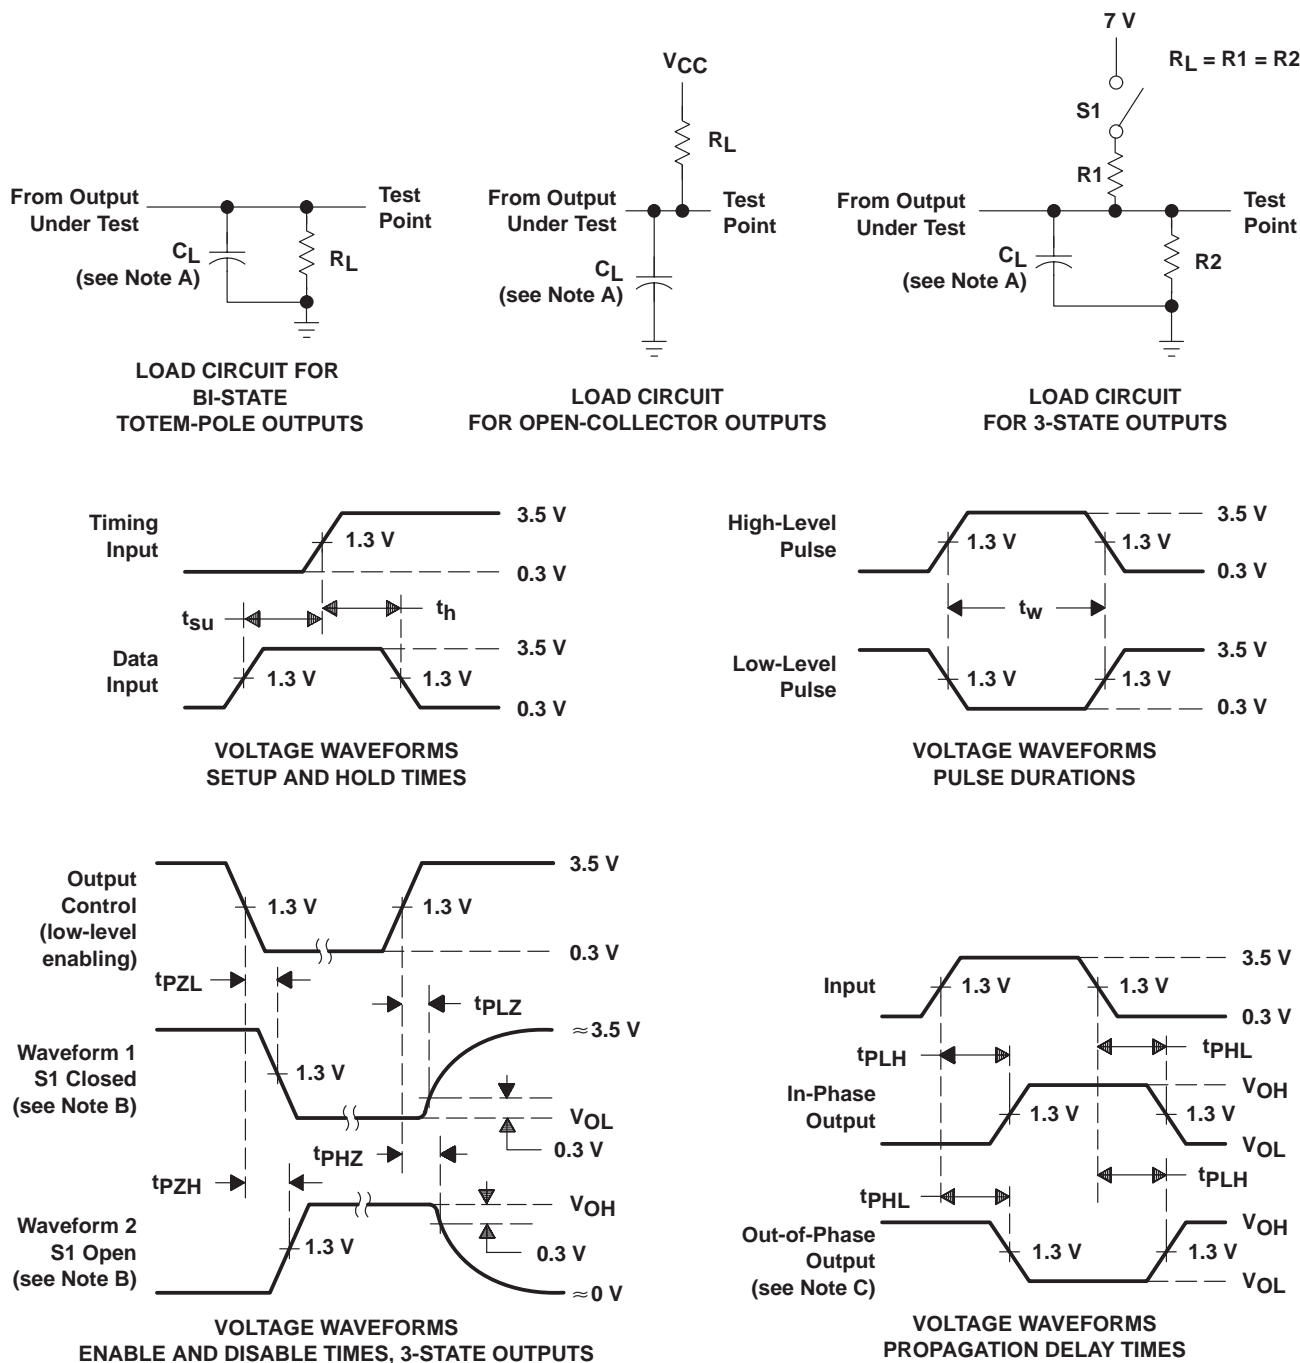 VCC
RL
From Output
Under Test
Test
Point
CL
(see Note A)
RL
LOAD CIRCUIT FOR
BI-STATE
TOTEM-POLE OUTPUTS
From Output
Under Test
Test
Point
CL
(see Note A)
LOAD CIRCUIT
FOR OPEN-COLLECTOR OUTPUTS
7 V
RL = R1 = R2
S1
R1
From Output
Under Test
Test
Point
CL
(see Note A)
R2
LOAD CIRCUIT
FOR 3-STATE OUTPUTS
Timing
Input
3.5 V
1.3 V
0.3 V
tsu
th
Data
Input
3.5 V
1.3 V
1.3 V
0.3 V
VOLTAGE WAVEFORMS
SETUP AND HOLD TIMES
High-Level
Pulse
3.5 V
1.3 V
1.3 V
0.3 V
tw
Low-Level
Pulse
3.5 V
1.3 V
1.3 V
0.3 V
VOLTAGE WAVEFORMS
PULSE DURATIONS
Output
Control
(low-level
enabling)
3.5 V
1.3 V
1.3 V
0.3 V
tPZL
tPLZ
Waveform 1
S1 Closed
(see Note B)
≈3.5 V
1.3 V
VOL
0.3 V
tPHZ
tPZH
Waveform 2
S1 Open
(see Note B)
VOH
1.3 V
0.3 V
≈0 V
VOLTAGE WAVEFORMS
ENABLE AND DISABLE TIMES, 3-STATE OUTPUTS
Input
3.5 V
1.3 V
1.3 V
0.3 V
tPLH
tPHL
In-Phase
Output
VOH
1.3 V
1.3 V
VOL
tPHL
tPLH
Out-of-Phase
Output
(see Note C)
VOH
1.3 V
1.3 V
VOL
VOLTAGE WAVEFORMS
PROPAGATION DELAY TIMES